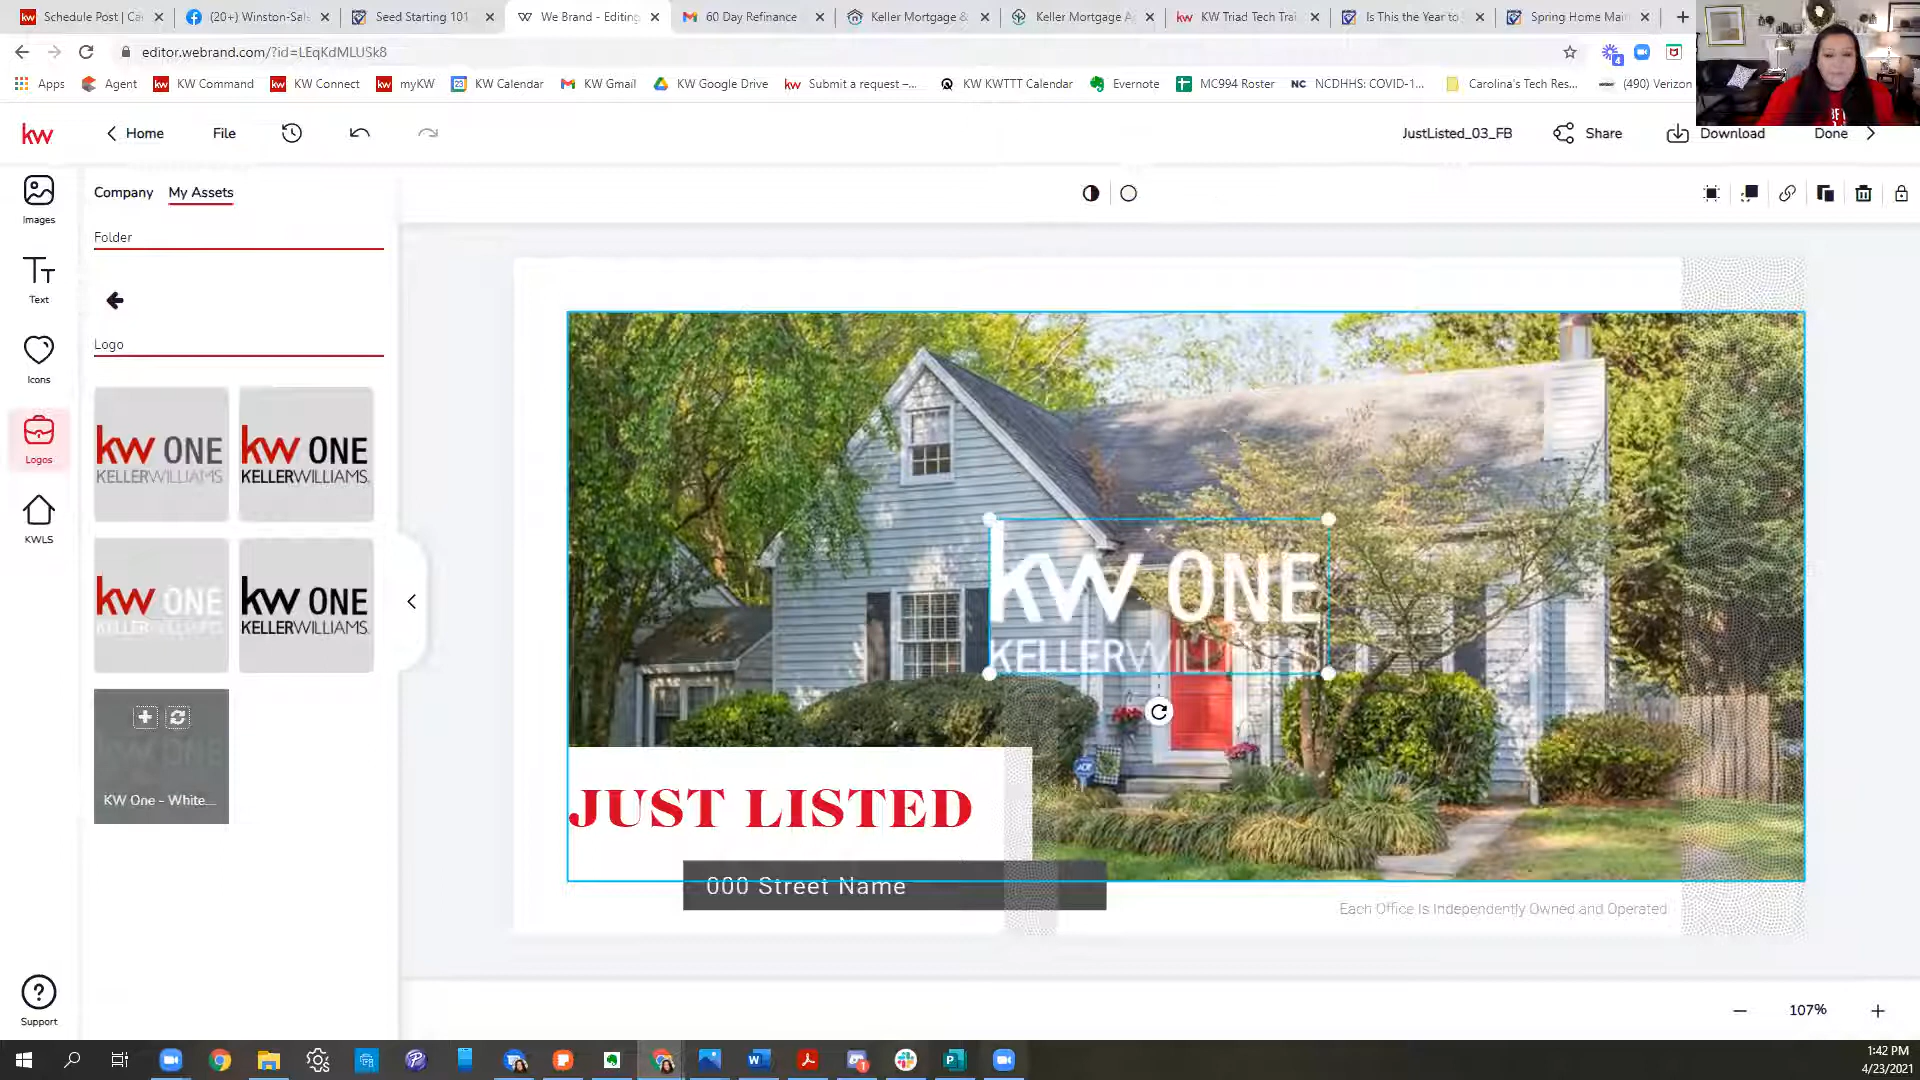 Schedule Post | Ca
(20+) Winston-Sal
Seed Starting 101
We Brand - Editing
60 Day Refinance
Keller Mortgage &
Keller Mortgage A
KW Triad Tech Trai
Is This the Year to
Spring Home Main
editor.webrand.com/?id=LEqKdMLUSk8
Apps
Agent
KW Command
KW Connect
myKW
KW Calendar
KW Gmail
KW Google Drive
Submit a request –...
KW KWTTT Calendar
Evernote
MC994 Roster
NC NCDHHS: COVID-1...
Carolina's Tech Res...
(490) Verizon
kw
Home
File
JustListed_03_FB
Share
Download
Done
Images
Text
Icons
Logos
KWLS
Support
Company
My Assets
Folder
Logo
kw ONE
KELLERWILLIAMS
kw ONE
KELLERWILLIAMS.
kw ONE
KELLERWILLIAMS
kw ONE
KELLERWILLIAMS.
KW One - White...
kw ONE
KELLERWILLIAMS
JUST LISTED
000 Street Name
Each Office Is Independently Owned and Operated
107%
1:42 PM
4/23/2021